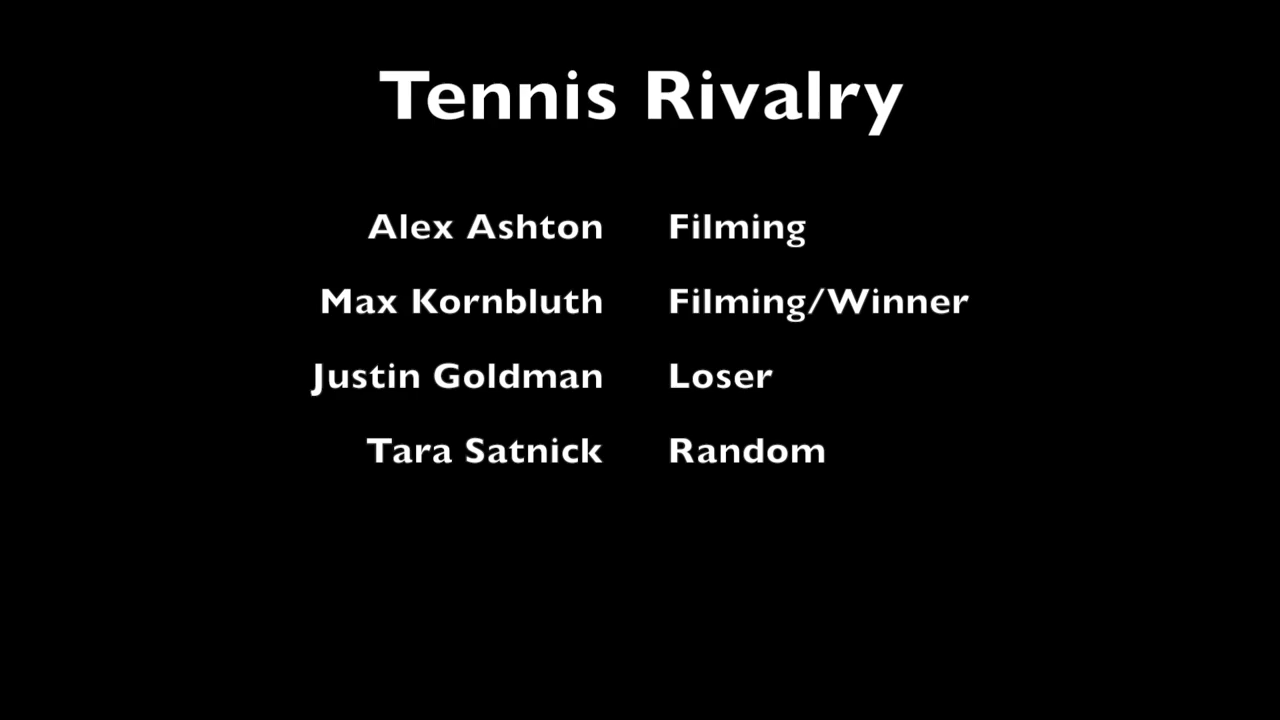 Tennis Rivalry
Alex Ashton Filming
Max Kornbluth Filming/Winner
Justin Goldman Loser
Tara Satnick Random